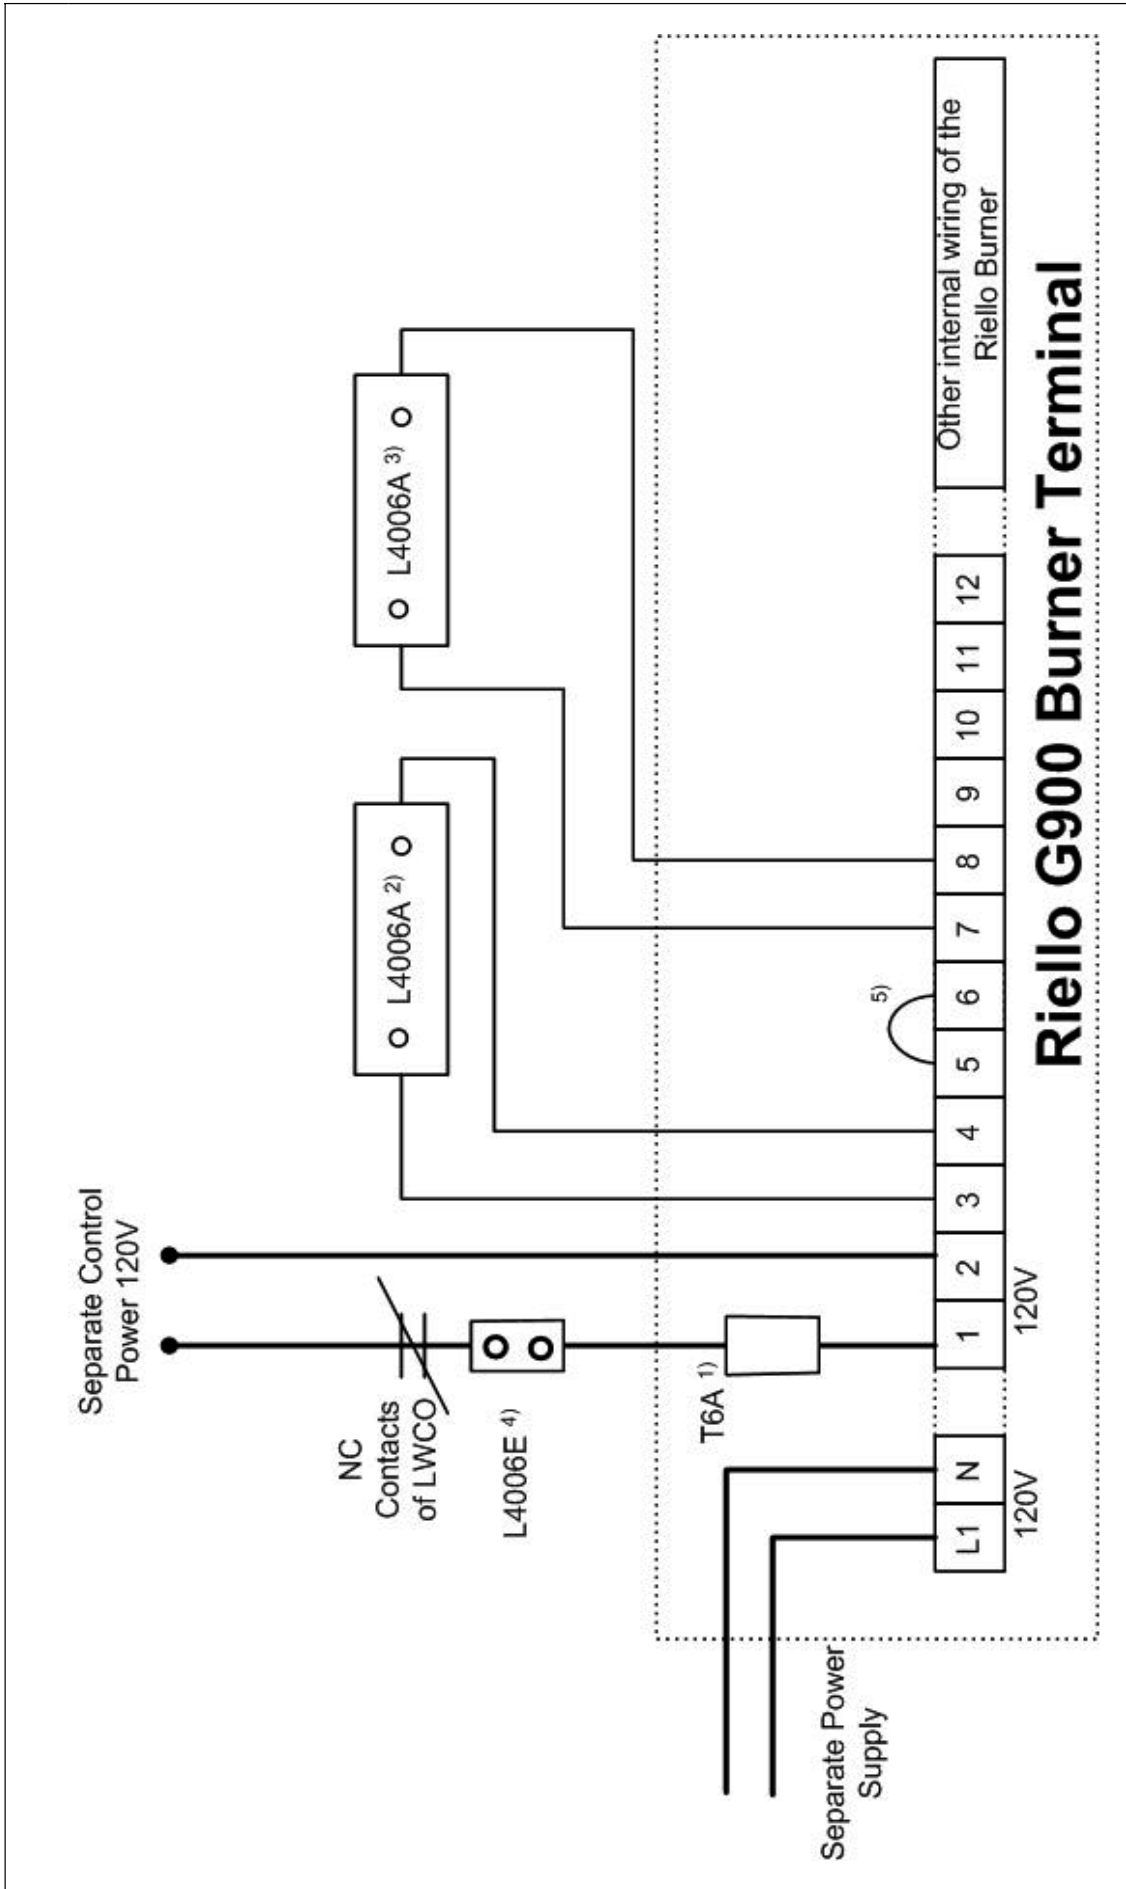 Separate Control
Power 120V
NC
Contacts
of LWCO
L4006E 4)
T6A 1)
L4006A 2)
L4006A 3)
5)
Separate Power
Supply
L1 N 1 2 3 4 5 6 7 8 9 10 11 12
Other internal wiring of the
Riello Burner
120V 120V
Riello G900 Burner Terminal